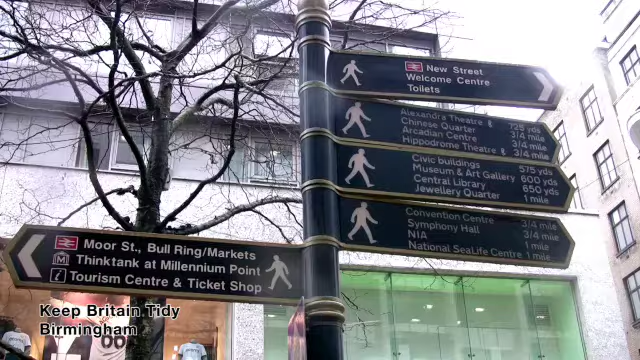 New Street
Welcome Centre
Toilets
Alexandra Theatre 725 yds
Chinese Quarter 3/4 mile
Arcadian Centre 3/4 mile
Hippodrome Theatre 3/4 mile
Civic buildings 575 yds
Museum & Art Gallery 600 yds
Central Library 650 yds
Jewellery Quarter 1 mile
Convention Centre 3/4 mile
Symphony Hall 3/4 mile
NIA 1 mile
National SeaLife Centre 1 mile
Moor St., Bull Ring/Markets
M Thinktank at Millennium Point
i Tourism Centre & Ticket Shop
Keep Britain Tidy
Birmingham